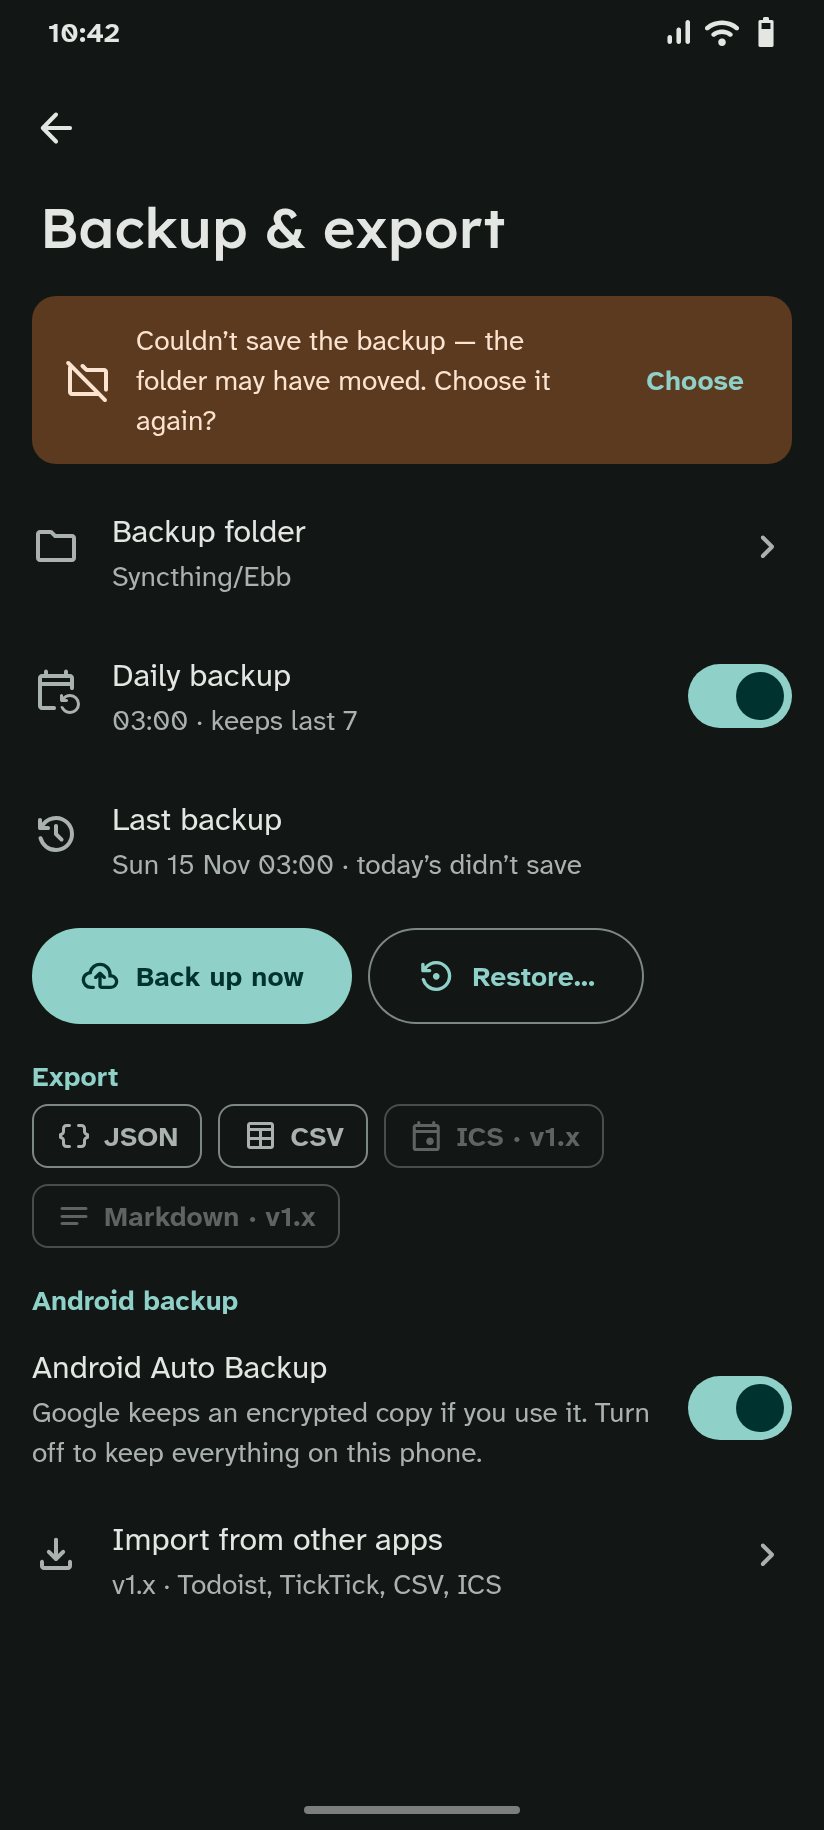 10:42
Backup & export
Couldn’t save the backup — the
folder may have moved. Choose it
again?
Choose
Backup folder
Syncthing/Ebb
Daily backup
03:00 · keeps last 7
Last backup
Sun 15 Nov 03:00 · today’s didn’t save
Back up now
Restore…
Export
JSON
CSV
ICS · v1.x
Markdown · v1.x
Android backup
Android Auto Backup
Google keeps an encrypted copy if you use it. Turn
off to keep everything on this phone.
Import from other apps
v1.x · Todoist, TickTick, CSV, ICS